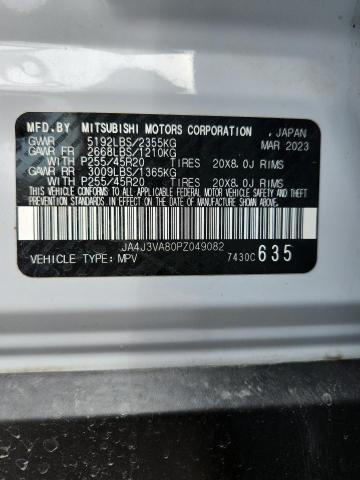 MFD.BY MITSUBISHI MOTORS CORPORATION , JAPAN
GVWR 5192LBS/2355KG MAR 2023
GAWR FR 2668LBS/1210KG
WITH P255/45R20 TIRES 20X8.0J RIMS
GAWR RR 3009LBS/1365KG
WITH P255/45R20 TIRES 20X8.0J RIMS
THIS VEHICLE CONFORMS TO ALL APPLICABLE FEDERAL MOTOR
VEHICLE SAFETY, BUMPER, AND THEFT PREVENTION STANDARDS
IN EFFECT ON THE DATE OF MANUFACTURE SHOWN ABOVE.
JA4J3VA80PZ049082
VEHICLE TYPE: MPV 7430C 635